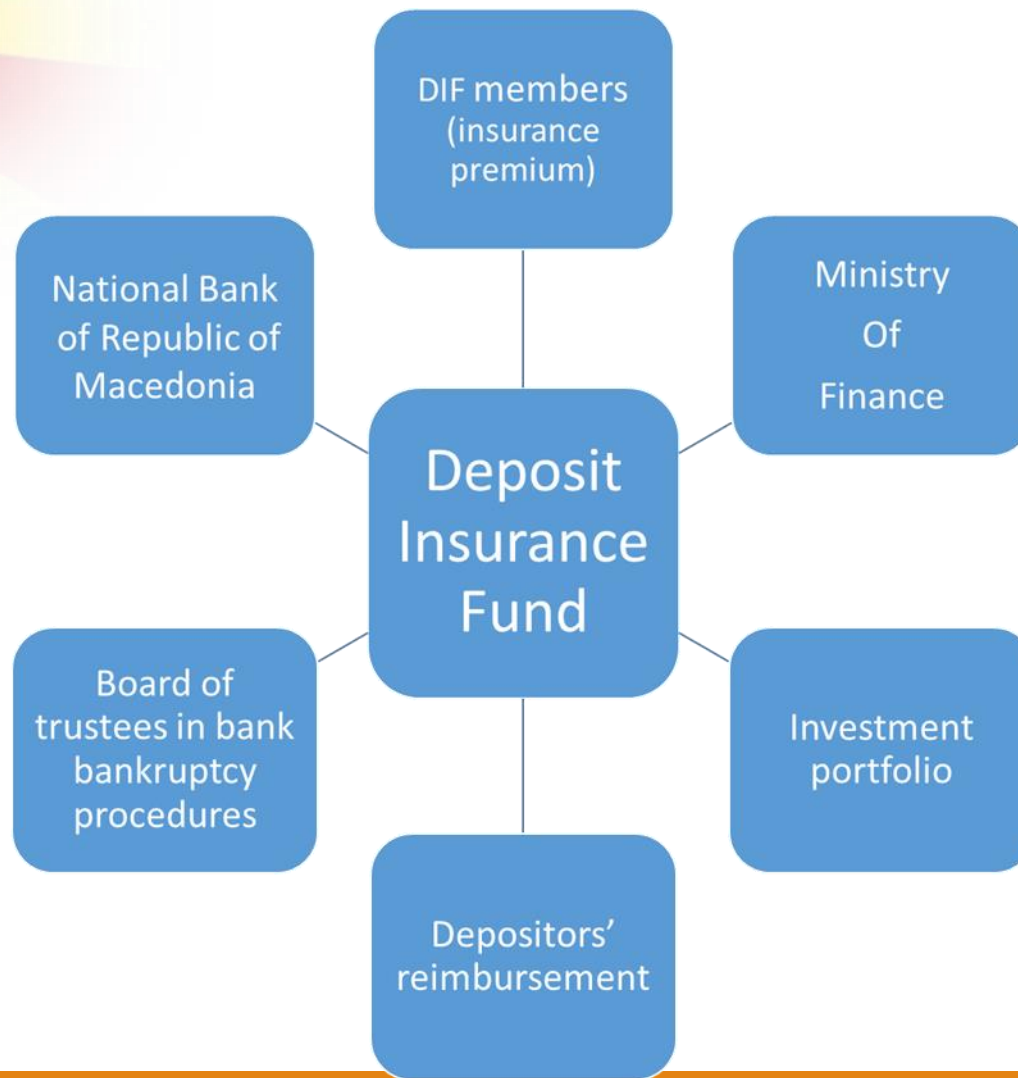 DIF members
(insurance
premium)
National Bank
of Republic of
Macedonia
Ministry
Of
Finance
Deposit
Insurance
Fund
Board of
trustees in bank
bankruptcy
procedures
Investment
portfolio
Depositors’
reimbursement